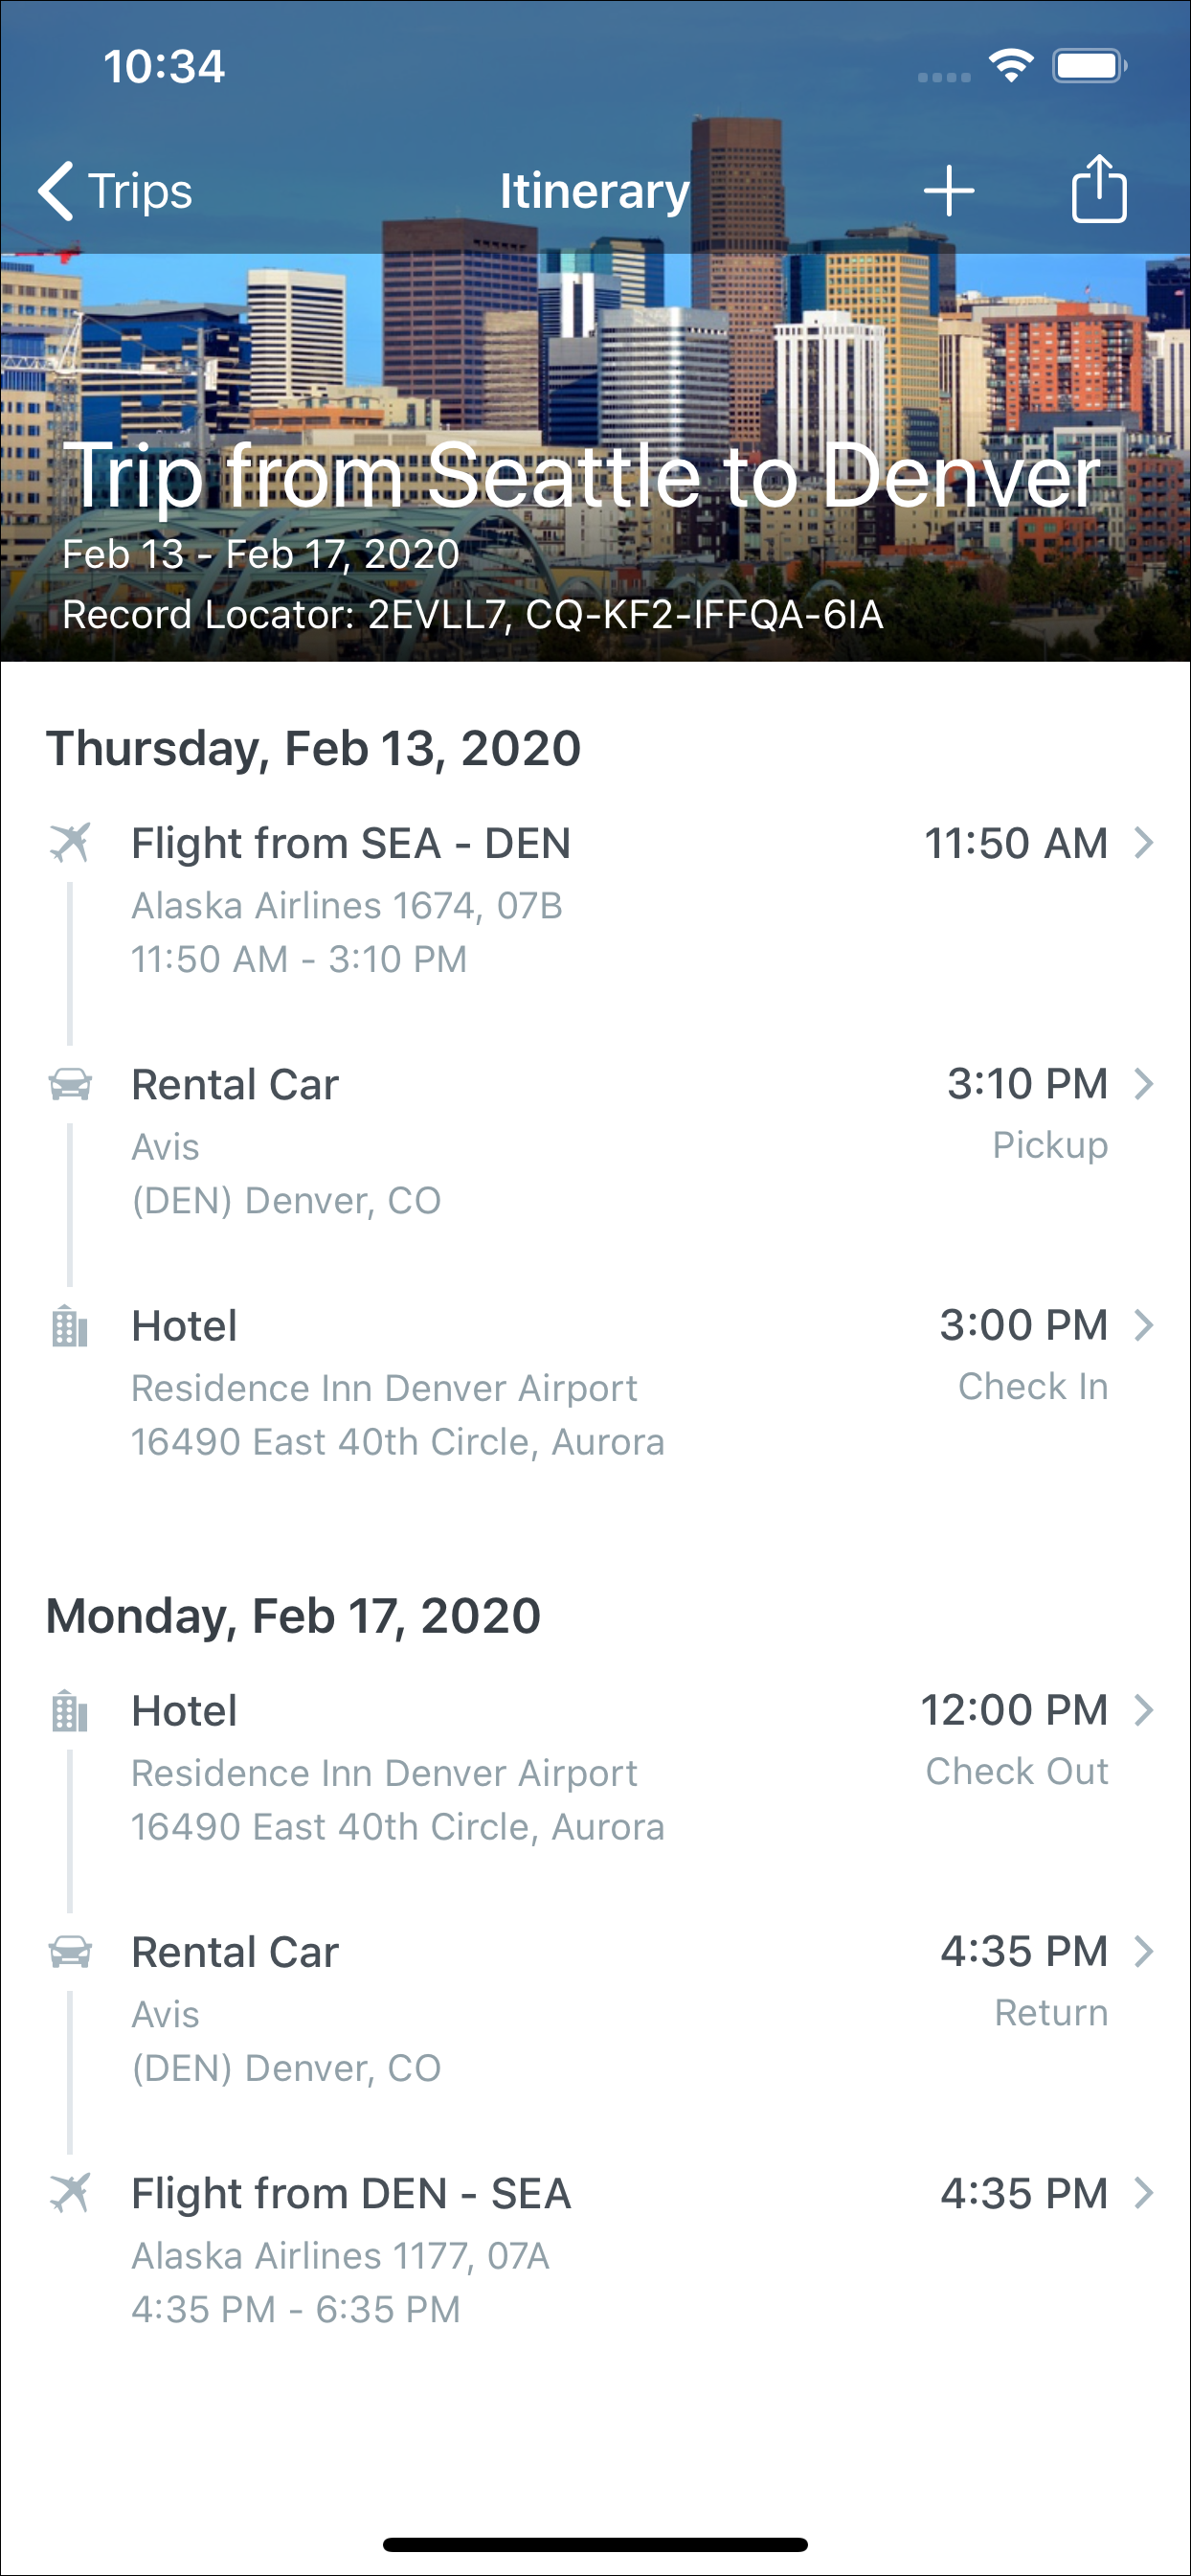 10:34
Trips
Itinerary
Trip from Seattle to Denver
Feb 13 - Feb 17, 2020
Record Locator: 2EVLL7, CQ-KF2-IFFQA-6IA
Thursday, Feb 13, 2020
Flight from SEA - DEN 11:50 AM
Alaska Airlines 1674, 07B
11:50 AM - 3:10 PM
Rental Car 3:10 PM
Avis Pickup
(DEN) Denver, CO
Hotel 3:00 PM
Residence Inn Denver Airport Check In
16490 East 40th Circle, Aurora
Monday, Feb 17, 2020
Hotel 12:00 PM
Residence Inn Denver Airport Check Out
16490 East 40th Circle, Aurora
Rental Car 4:35 PM
Avis Return
(DEN) Denver, CO
Flight from DEN - SEA 4:35 PM
Alaska Airlines 1177, 07A
4:35 PM - 6:35 PM